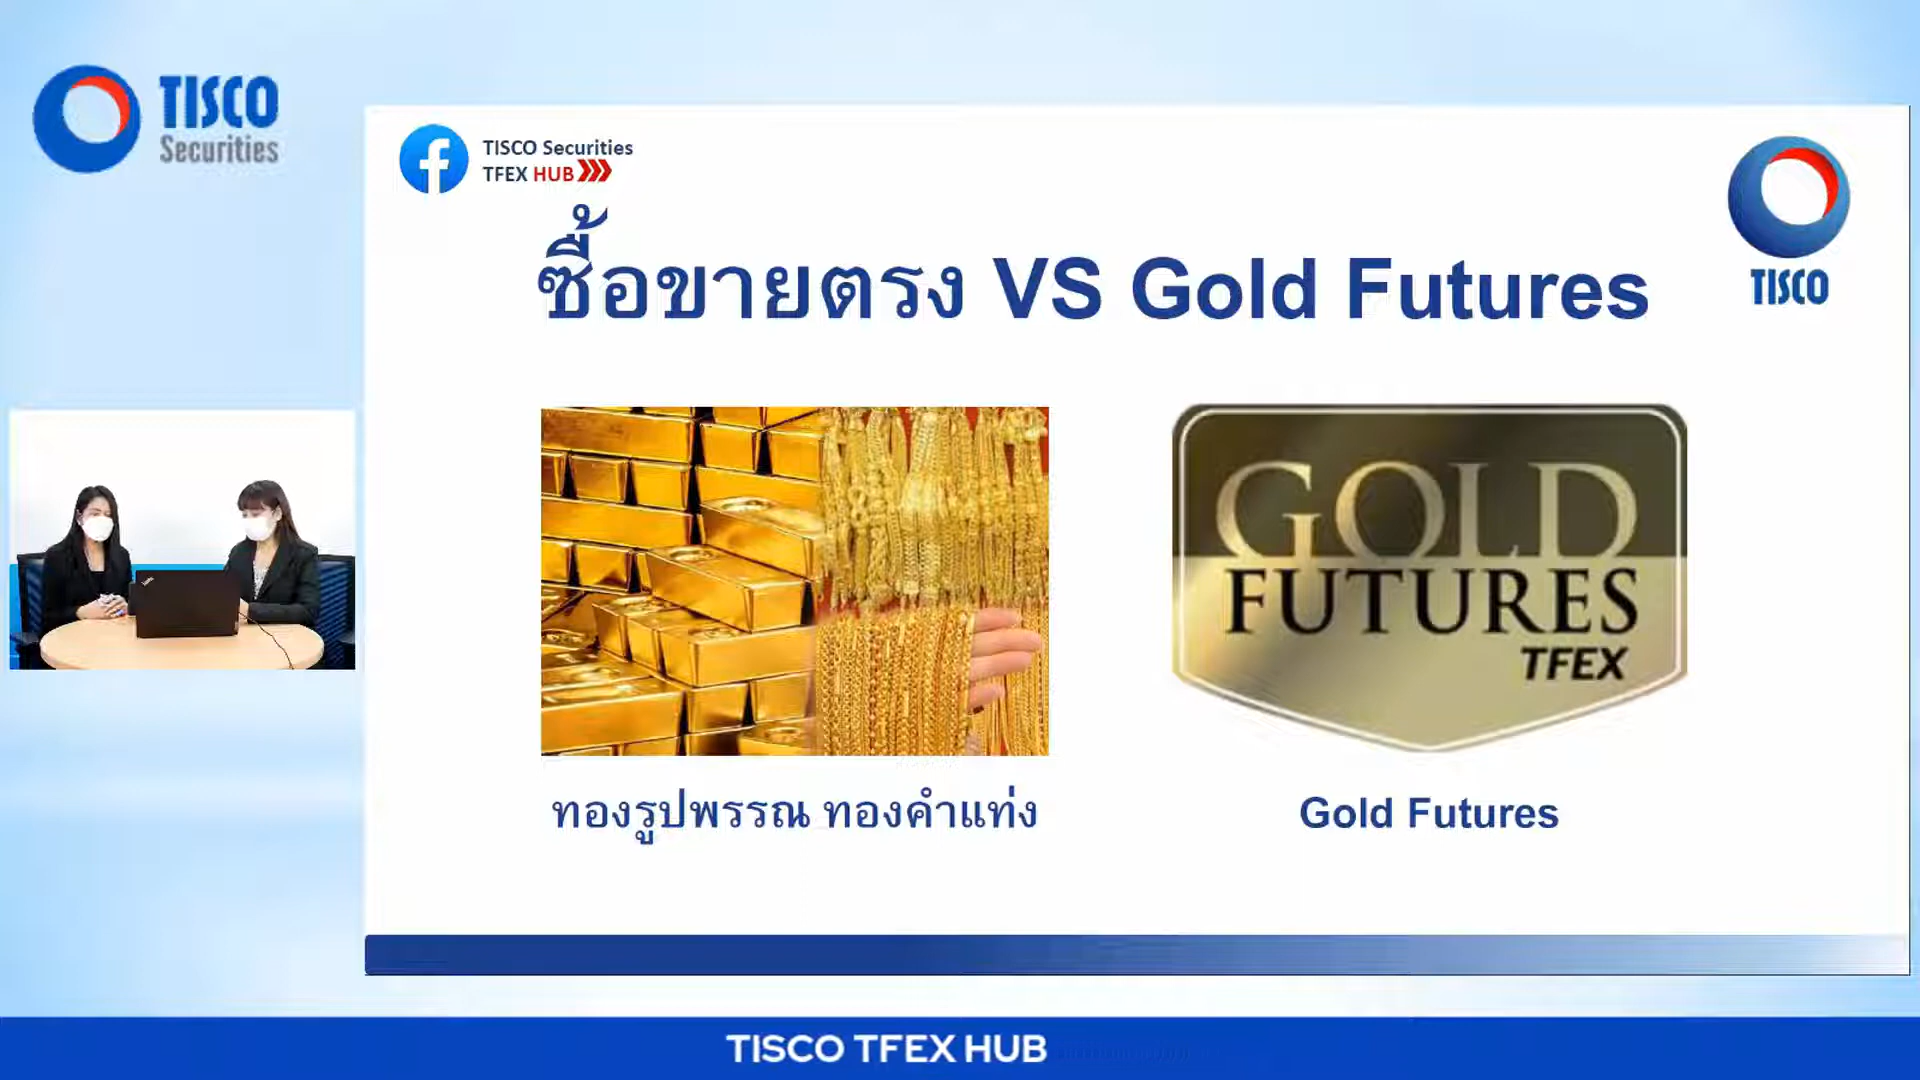 TISCO
Securities
TISCO Securities
TFEX HUB
TISCO
ซื้อขายตรง VS Gold Futures
GOLD
FUTURES
TFEX
ทองรูปพรรณ ทองคำแท่ง
Gold Futures
TISCO TFEX HUB